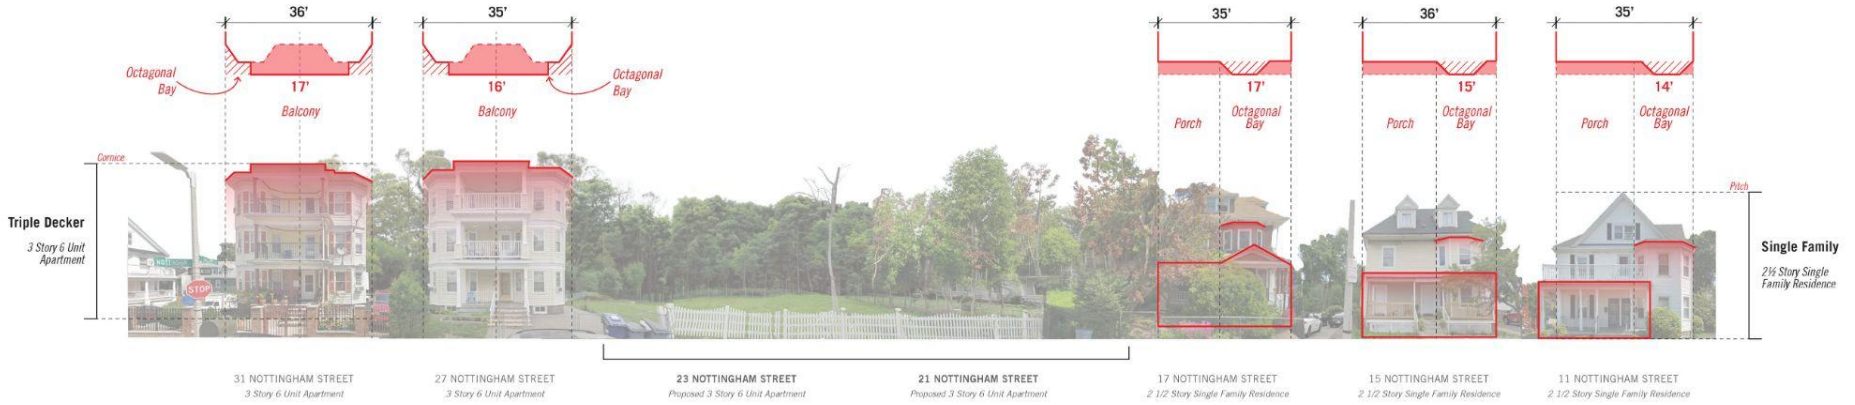 36'
35'
35'
36'
35'
Octagonal
Bay
17'
Balcony
16'
Balcony
Octagonal
Bay
17'
Porch
Octagonal
Bay
15'
Porch
Octagonal
Bay
14'
Porch
Octagonal
Bay
Cornice
Pitch
Triple Decker
3 Story 6 Unit
Apartment
Single Family
2½ Story Single
Family Residence
STOP
31 NOTTINGHAM STREET
3 Story 6 Unit Apartment
27 NOTTINGHAM STREET
3 Story 6 Unit Apartment
23 NOTTINGHAM STREET
Proposed 3 Story 6 Unit Apartment
21 NOTTINGHAM STREET
Proposed 3 Story 6 Unit Apartment
17 NOTTINGHAM STREET
2 1/2 Story Single Family Residence
15 NOTTINGHAM STREET
2 1/2 Story Single Family Residence
11 NOTTINGHAM STREET
2 1/2 Story Single Family Residence